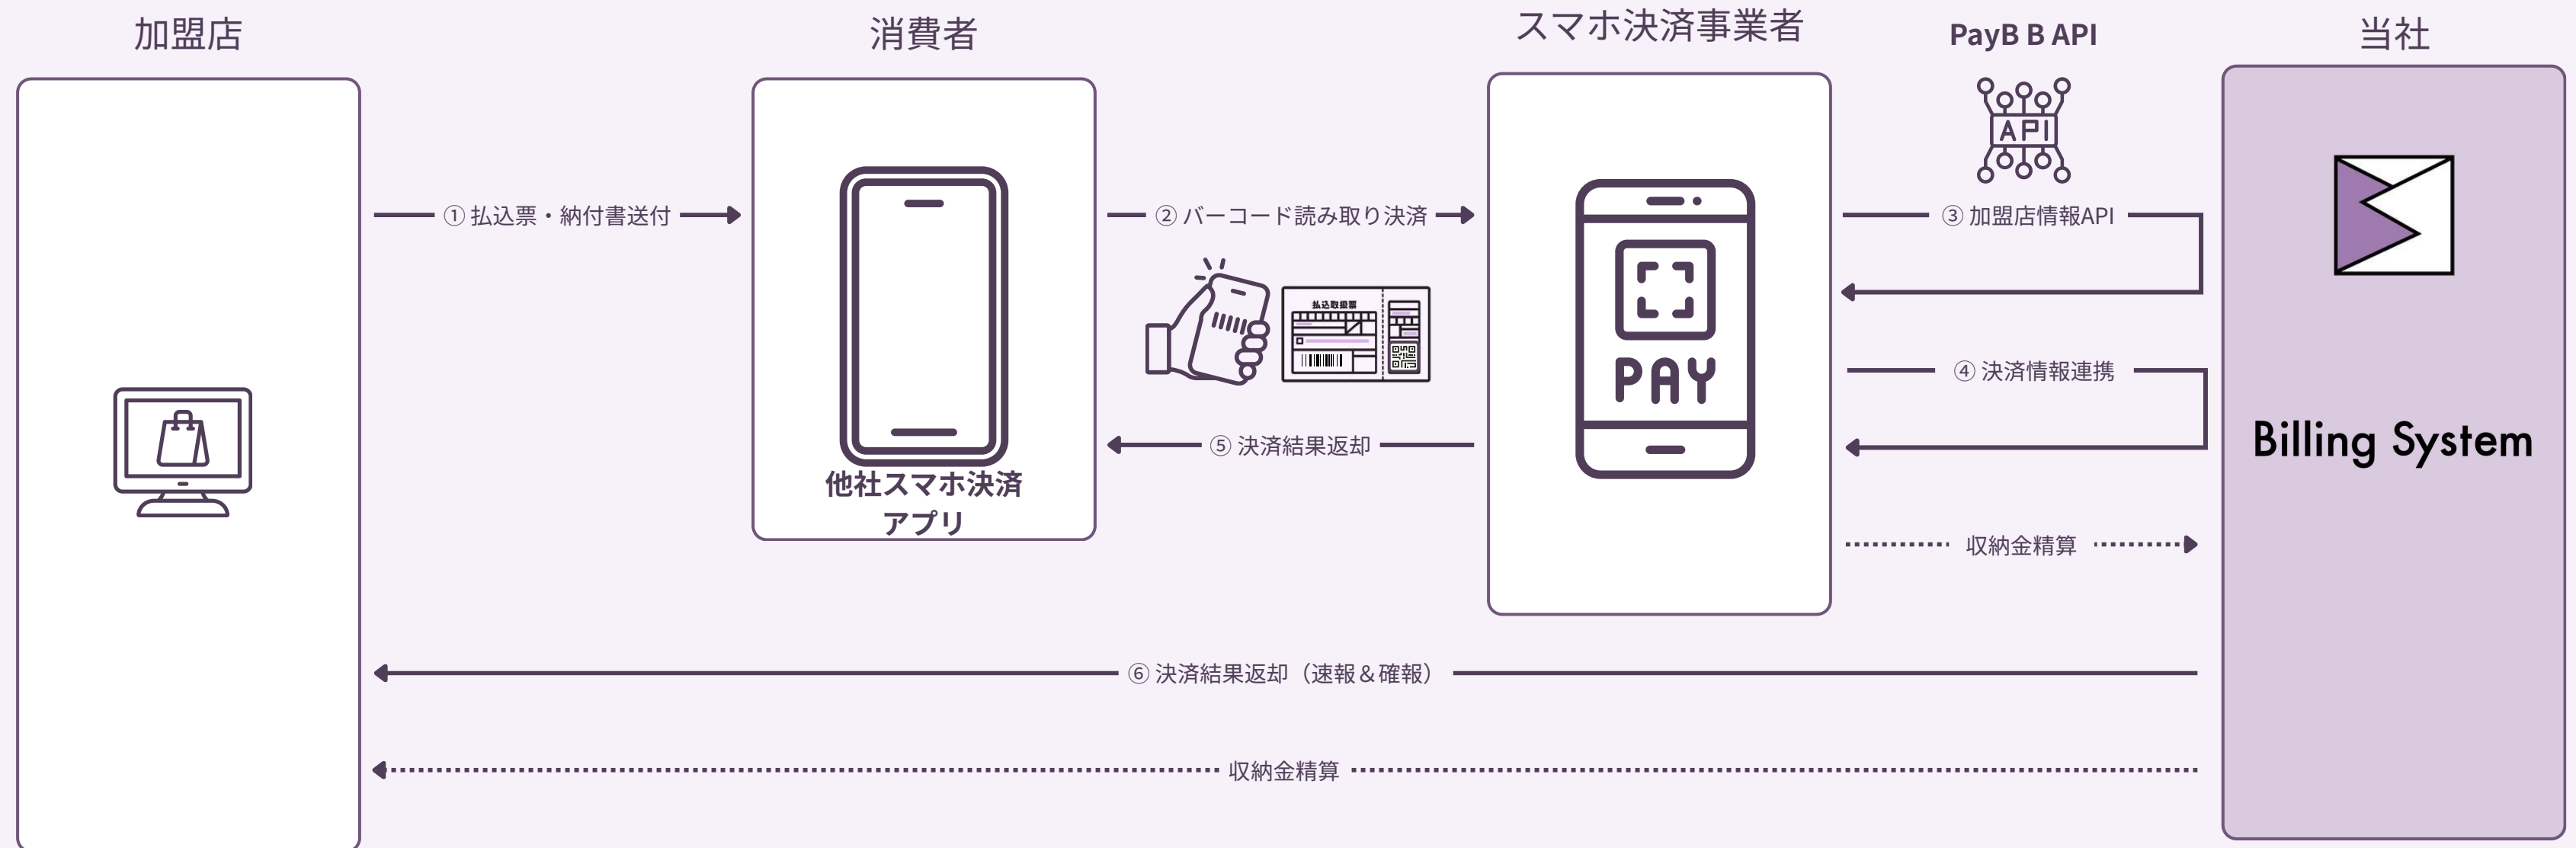 加盟店
消費者
スマホ決済事業者
PayB B API
当社
API
① 払込票・納付書送付
② バーコード読み取り決済
③ 加盟店情報API
払込取扱票
PAY
④ 決済情報連携
⑤ 決済結果返却
Billing System
他社スマホ決済
アプリ
収納金精算
⑥ 決済結果返却（速報＆確報）
収納金精算